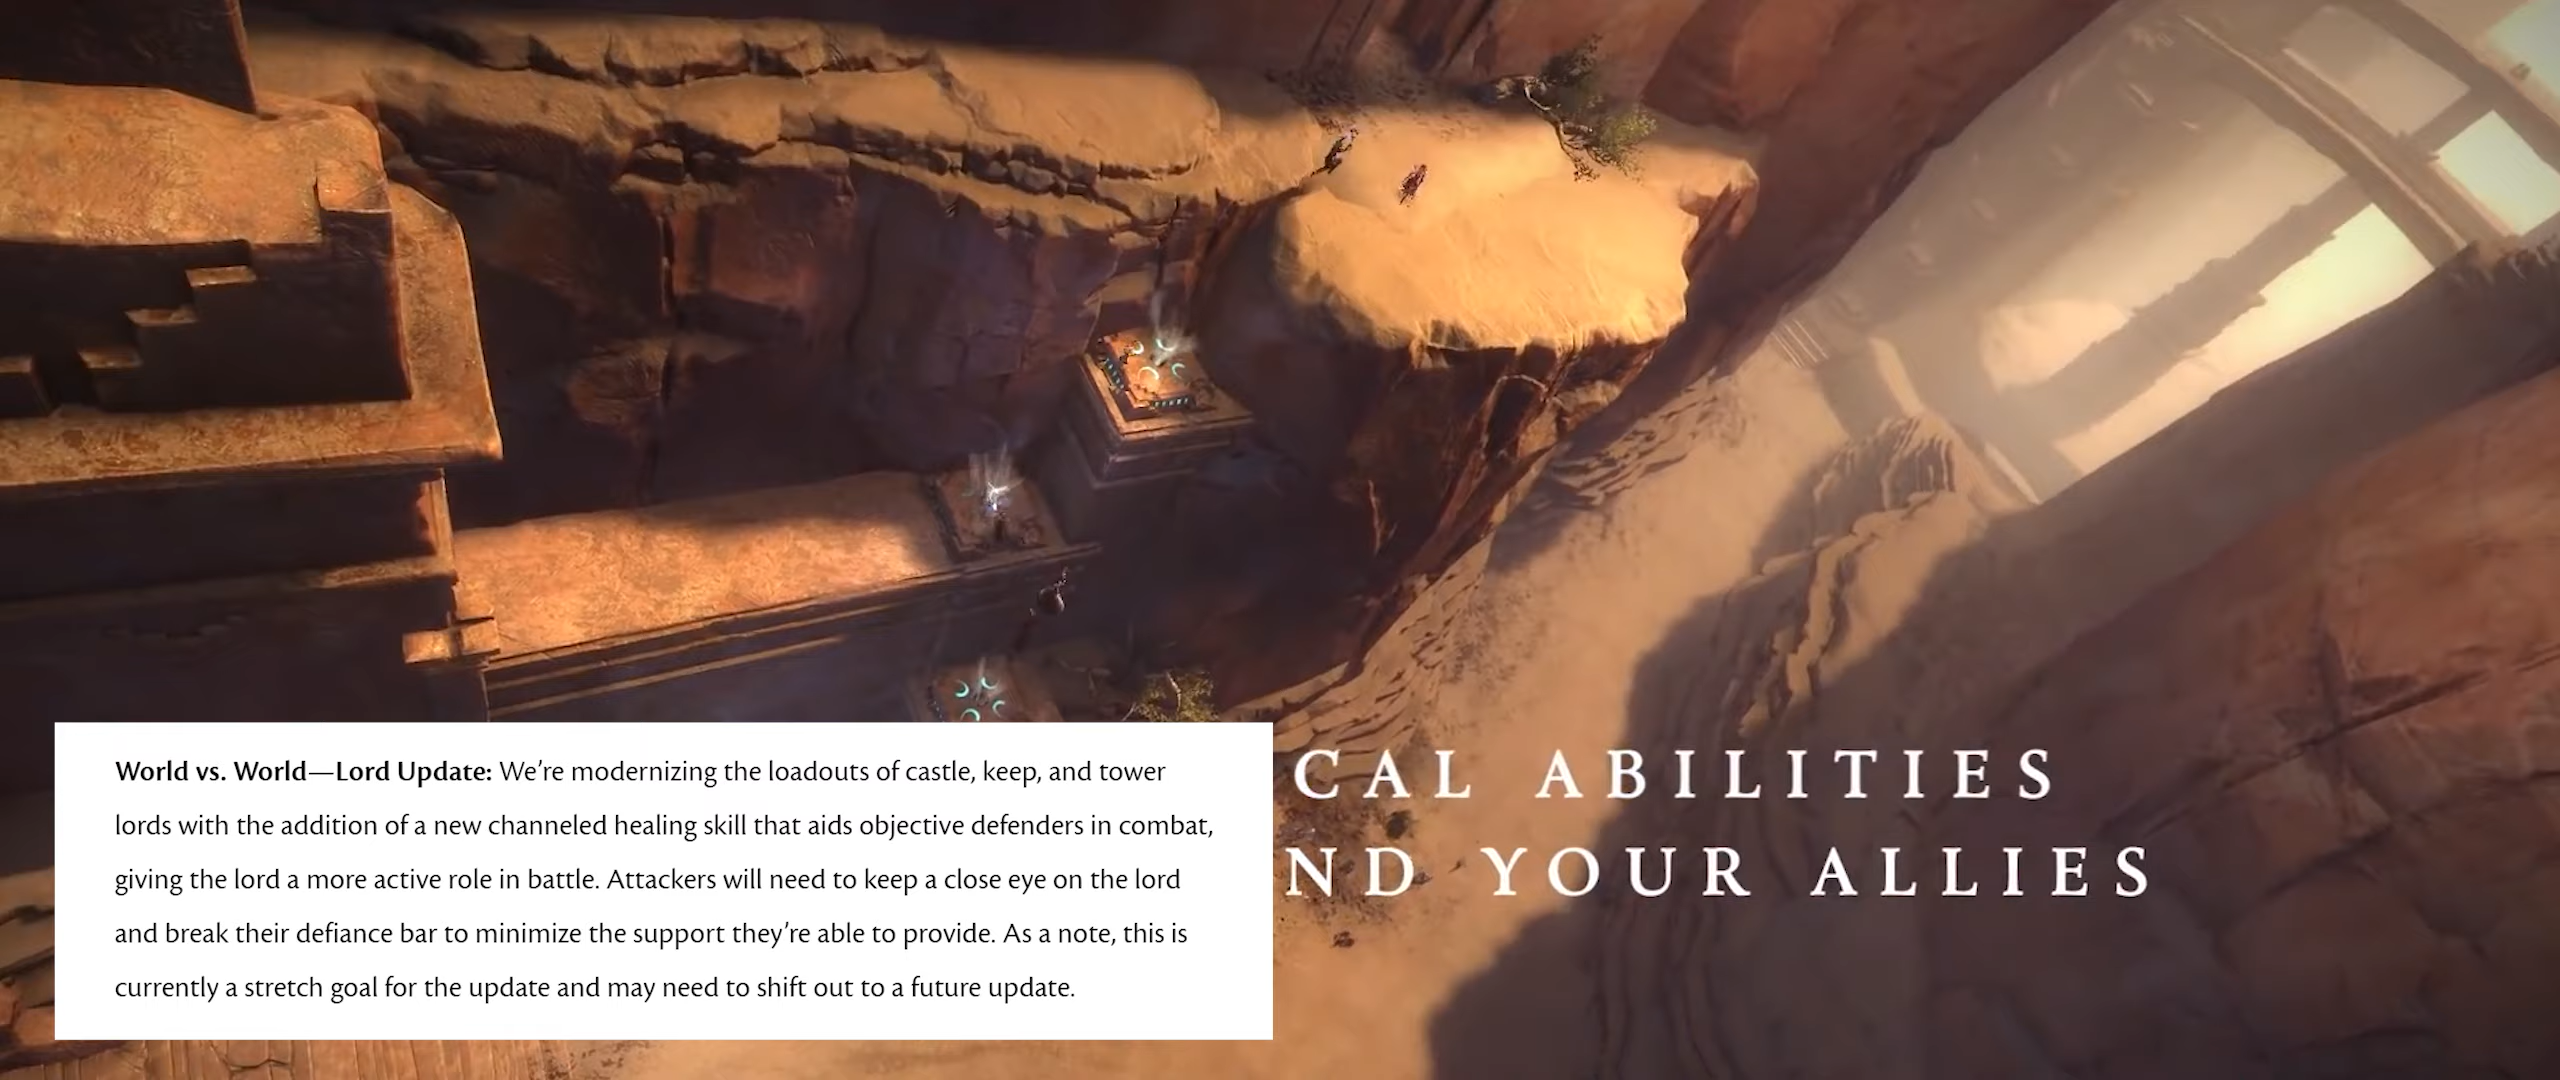 World vs. World—Lord Update: We’re modernizing the loadouts of castle, keep, and tower
lords with the addition of a new channeled healing skill that aids objective defenders in combat,
giving the lord a more active role in battle. Attackers will need to keep a close eye on the lord
and break their defiance bar to minimize the support they’re able to provide. As a note, this is
currently a stretch goal for the update and may need to shift out to a future update.
CAL ABILITIES
ND YOUR ALLIES